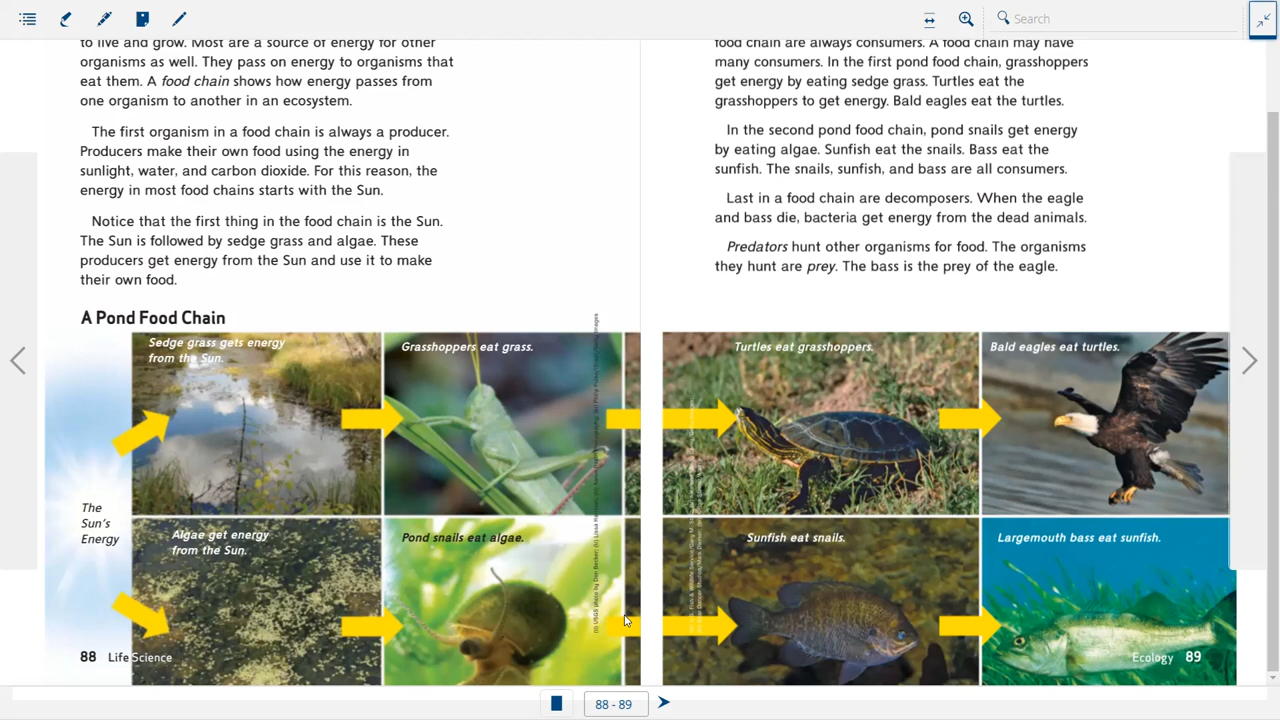 Search
to live and grow. Most are a source of energy for other
organisms as well. They pass on energy to organisms that
eat them. A food chain shows how energy passes from
one organism to another in an ecosystem.
The first organism in a food chain is always a producer.
Producers make their own food using the energy in
sunlight, water, and carbon dioxide. For this reason, the
energy in most food chains starts with the Sun.
Notice that the first thing in the food chain is the Sun.
The Sun is followed by sedge grass and algae. These
producers get energy from the Sun and use it to make
their own food.
food chain are always consumers. A food chain may have
many consumers. In the first pond food chain, grasshoppers
get energy by eating sedge grass. Turtles eat the
grasshoppers to get energy. Bald eagles eat the turtles.
In the second pond food chain, pond snails get energy
by eating algae. Sunfish eat the snails. Bass eat the
sunfish. The snails, sunfish, and bass are all consumers.
Last in a food chain are decomposers. When the eagle
and bass die, bacteria get energy from the dead animals.
Predators hunt other organisms for food. The organisms
they hunt are prey. The bass is the prey of the eagle.
A Pond Food Chain
Sedge grass gets energy
from the Sun.
Grasshoppers eat grass.
Turtles eat grasshoppers.
Bald eagles eat turtles.
The
Sun's
Energy
Algae get energy
from the Sun.
Pond snails eat algae.
Sunfish eat snails.
Largemouth bass eat sunfish.
88 Life Science
Ecology 89
88 - 89